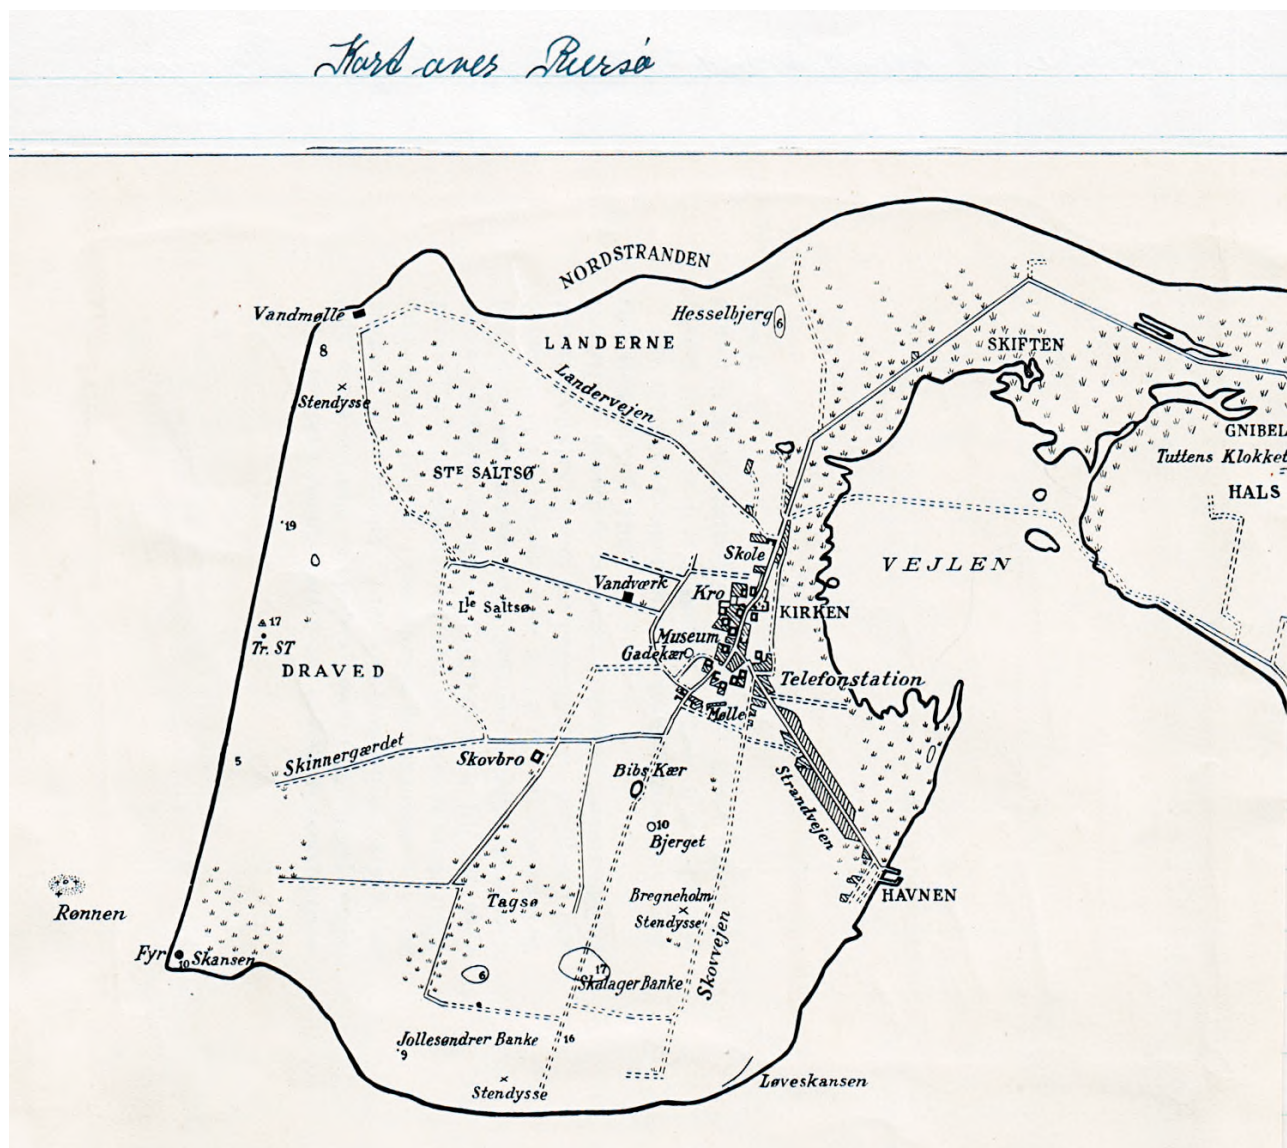 Kort over Reersø
NORDSTRANDEN
Vandmølle
Hesselbjerg
6
8
LANDERNE
SKIFTEN
Stendysse
Landervejen
GNIBEL
Tuttens Klokket
STE SALTSØ
HALS
19
Skole
VEJLEN
Vandværk
Kro
Lle Saltsø
KIRKEN
17
Tr. ST
Museum
Gadekær
DRAVED
Telefonstation
Mølle
Skinnergærdet
5
Skovbro
Bibs Kær
Strandvejen
10
Bjerget
Rønnen
Tagsø
Bregneholm
Stendysse
HAVNEN
Fyr
10
Skansen
Skovvejen
6
17
Skalager Banke
Jollesøndrer Banke
9
16
Stendysse
Løveskansen